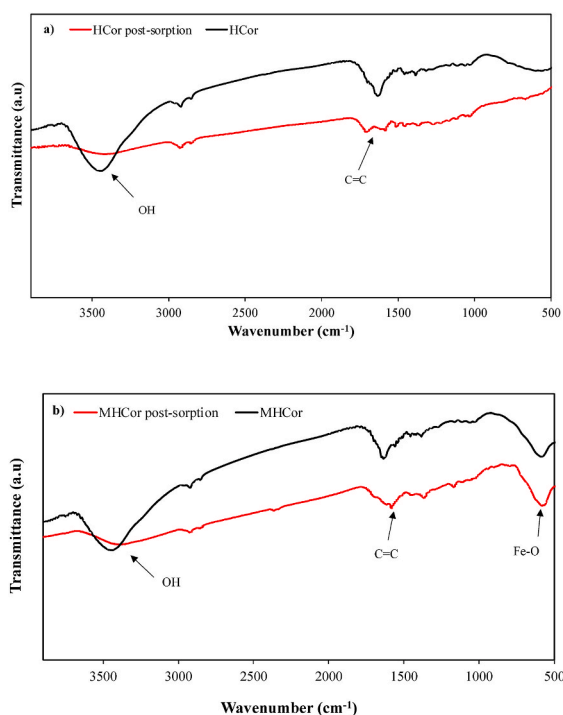 a) HCor post-sorption HCor
Transmittance (a.u)
OH
C=C
3500 3000 2500 2000 1500 1000 500
Wavenumber (cm⁻¹)
b) MHCor post-sorption MHCor
Transmittance (a.u)
OH
C=C
Fe-O
3500 3000 2500 2000 1500 1000 500
Wavenumber (cm⁻¹)